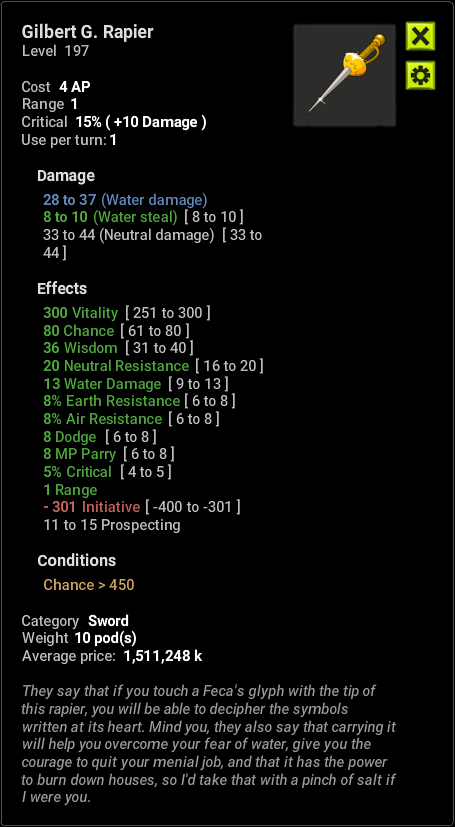 Gilbert G. Rapier
Level 197
Cost 4 AP
Range 1
Critical 15% ( +10 Damage )
Use per turn: 1
Damage
28 to 37 (Water damage)
8 to 10 (Water steal) [ 8 to 10 ]
33 to 44 (Neutral damage) [ 33 to
44 ]
Effects
300 Vitality [ 251 to 300 ]
80 Chance [ 61 to 80 ]
36 Wisdom [ 31 to 40 ]
20 Neutral Resistance [ 16 to 20 ]
13 Water Damage [ 9 to 13 ]
8% Earth Resistance [ 6 to 8 ]
8% Air Resistance [ 6 to 8 ]
8 Dodge [ 6 to 8 ]
8 MP Parry [ 6 to 8 ]
5% Critical [ 4 to 5 ]
1 Range
- 301 Initiative [ -400 to -301 ]
11 to 15 Prospecting
Conditions
Chance > 450
Category Sword
Weight 10 pod(s)
Average price: 1,511,248 k
They say that if you touch a Feca's glyph with the tip of
this rapier, you will be able to decipher the symbols
written at its heart. Mind you, they also say that carrying it
will help you overcome your fear of water, give you the
courage to quit your menial job, and that it has the power
to burn down houses, so I'd take that with a pinch of salt if
I were you.